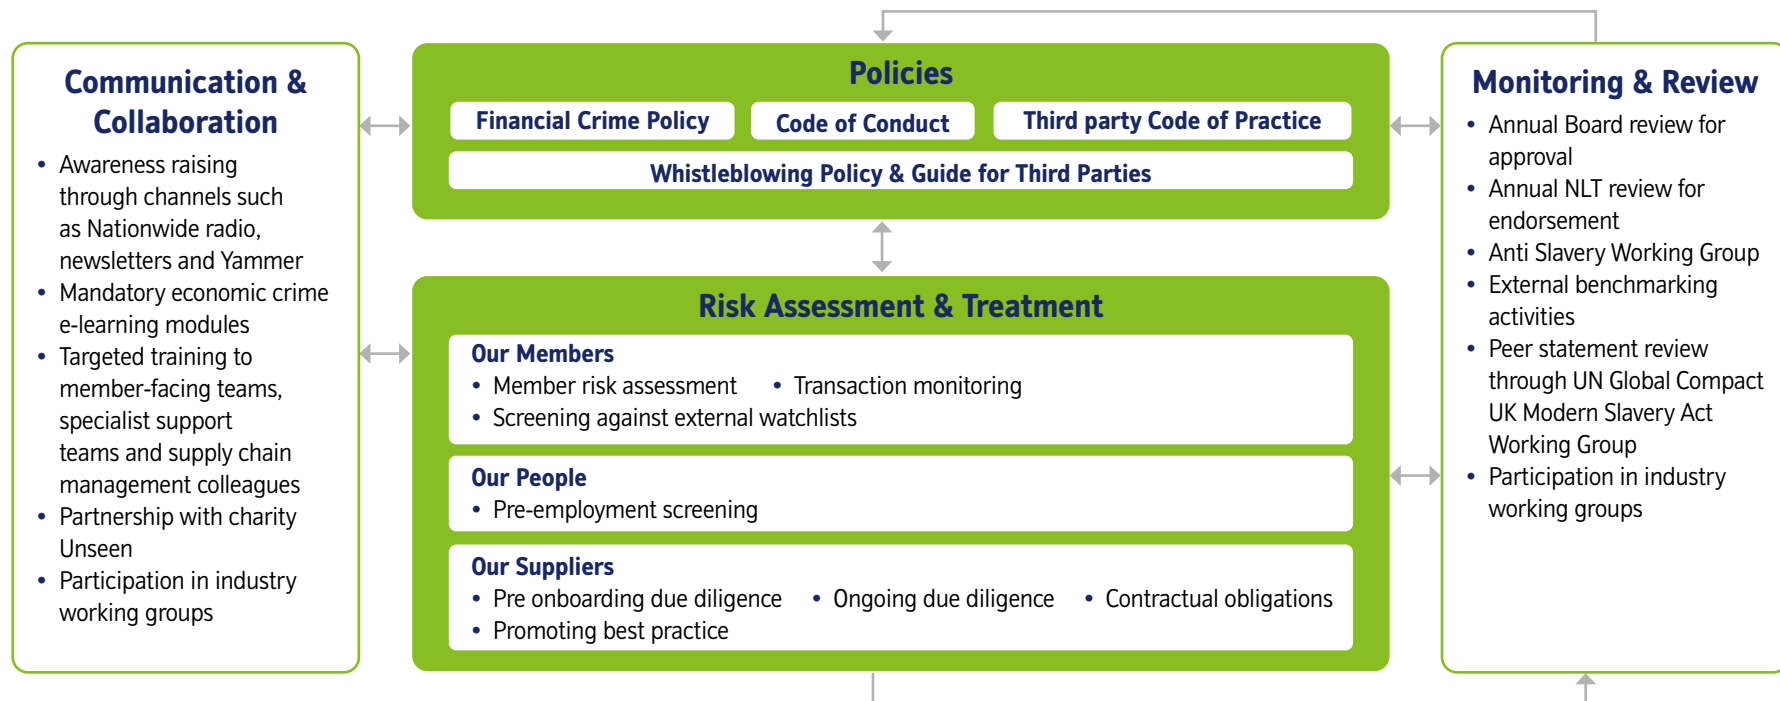 Communication &
Collaboration
• Awareness raising
through channels such
as Nationwide radio,
newsletters and Yammer
• Mandatory economic crime
e-learning modules
• Targeted training to
member-facing teams,
specialist support
teams and supply chain
management colleagues
• Partnership with charity
Unseen
• Participation in industry
working groups
Policies
Financial Crime Policy
Code of Conduct
Third party Code of Practice
Whistleblowing Policy & Guide for Third Parties
Risk Assessment & Treatment
Our Members
• Member risk assessment • Transaction monitoring
• Screening against external watchlists
Our People
• Pre-employment screening
Our Suppliers
• Pre onboarding due diligence • Ongoing due diligence • Contractual obligations
• Promoting best practice
Monitoring & Review
• Annual Board review for
approval
• Annual NLT review for
endorsement
• Anti Slavery Working Group
• External benchmarking
activities
• Peer statement review
through UN Global Compact
UK Modern Slavery Act
Working Group
• Participation in industry
working groups